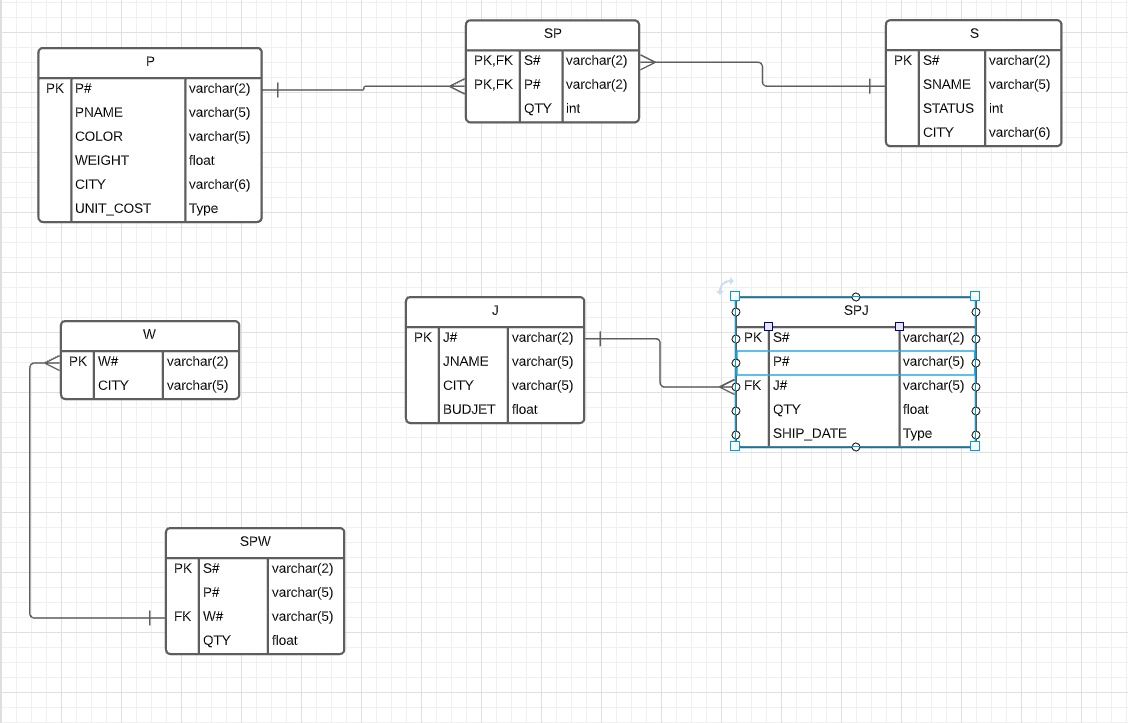 P
PK P# varchar(2)
PNAME varchar(5)
COLOR varchar(5)
WEIGHT float
CITY varchar(6)
UNIT_COST Type
SP
PK,FK S# varchar(2)
PK,FK P# varchar(2)
QTY int
S
PK S# varchar(2)
SNAME varchar(5)
STATUS int
CITY varchar(6)
W
PK W# varchar(2)
CITY varchar(5)
J
PK J# varchar(2)
JNAME varchar(5)
CITY varchar(5)
BUDJET float
SPJ
PK S# varchar(2)
P# varchar(5)
FK J# varchar(5)
QTY float
SHIP_DATE Type
SPW
PK S# varchar(2)
P# varchar(5)
FK W# varchar(5)
QTY float